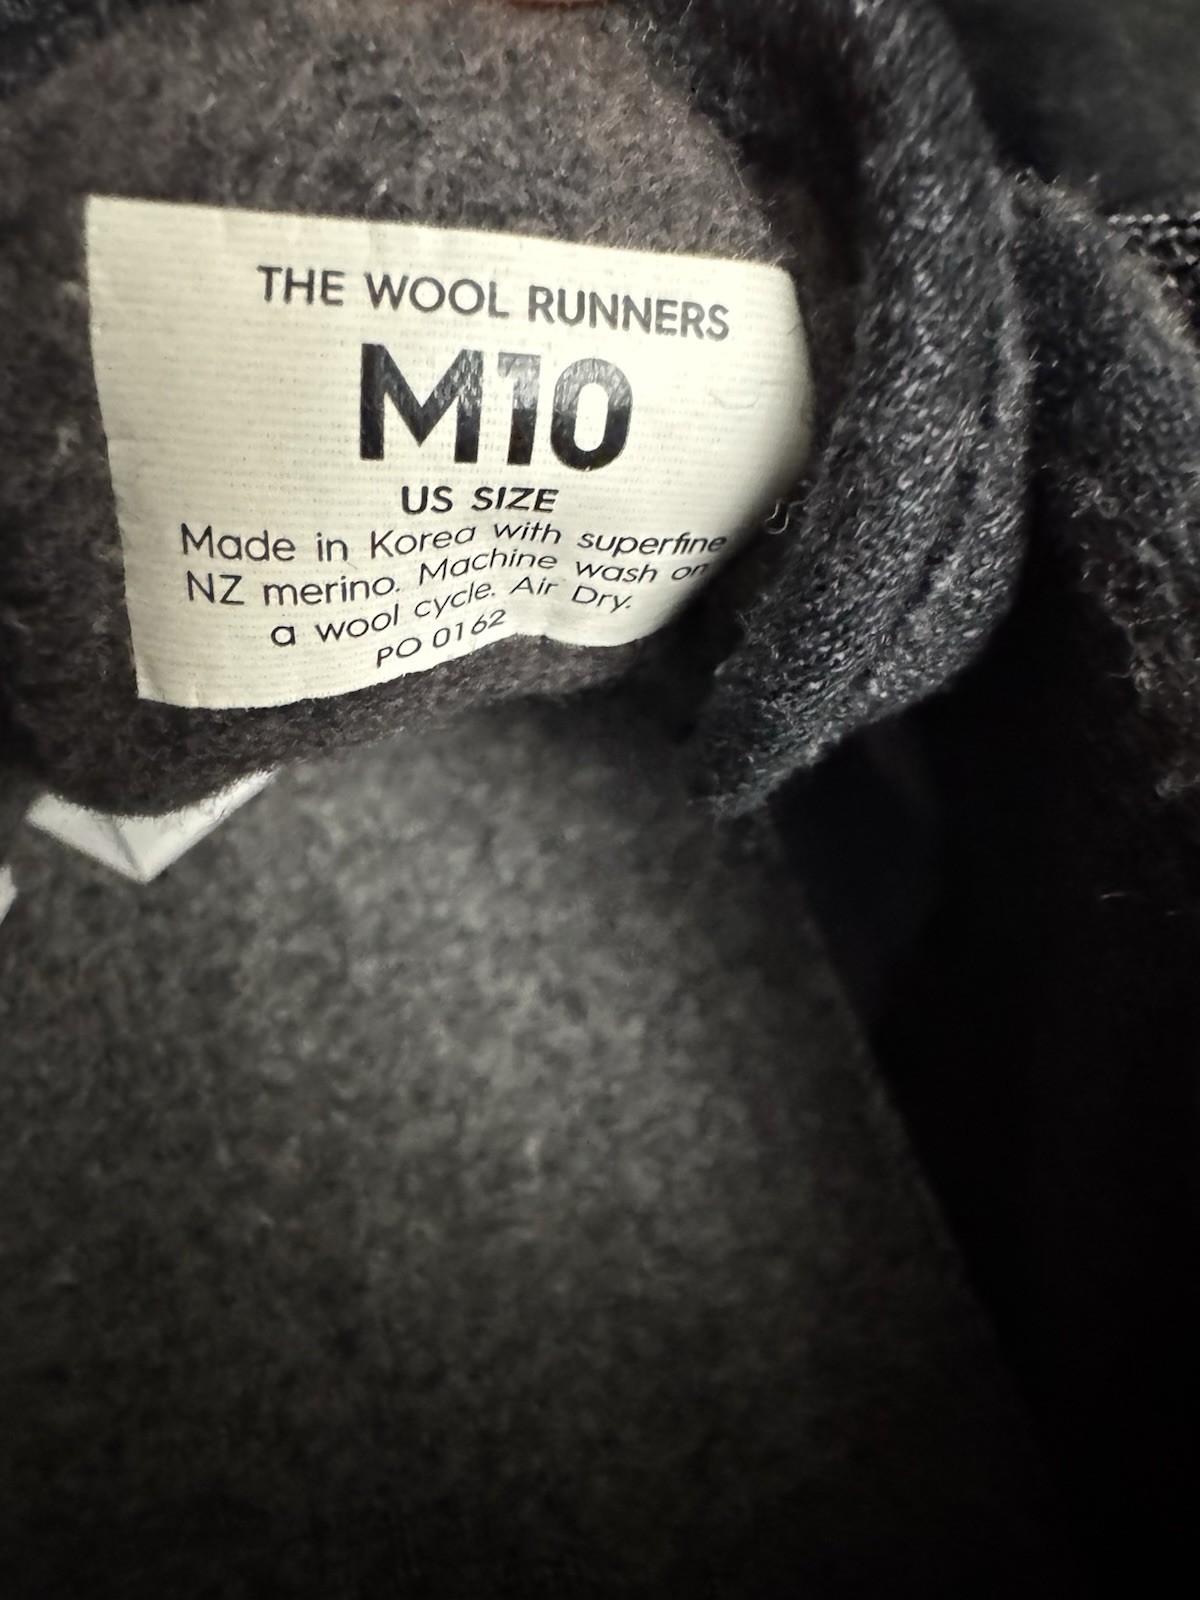 THE WOOL RUNNERS
M10
US SIZE
Made in Korea with superfine
NZ merino. Machine wash on
a wool cycle. Air Dry.
PO 0162